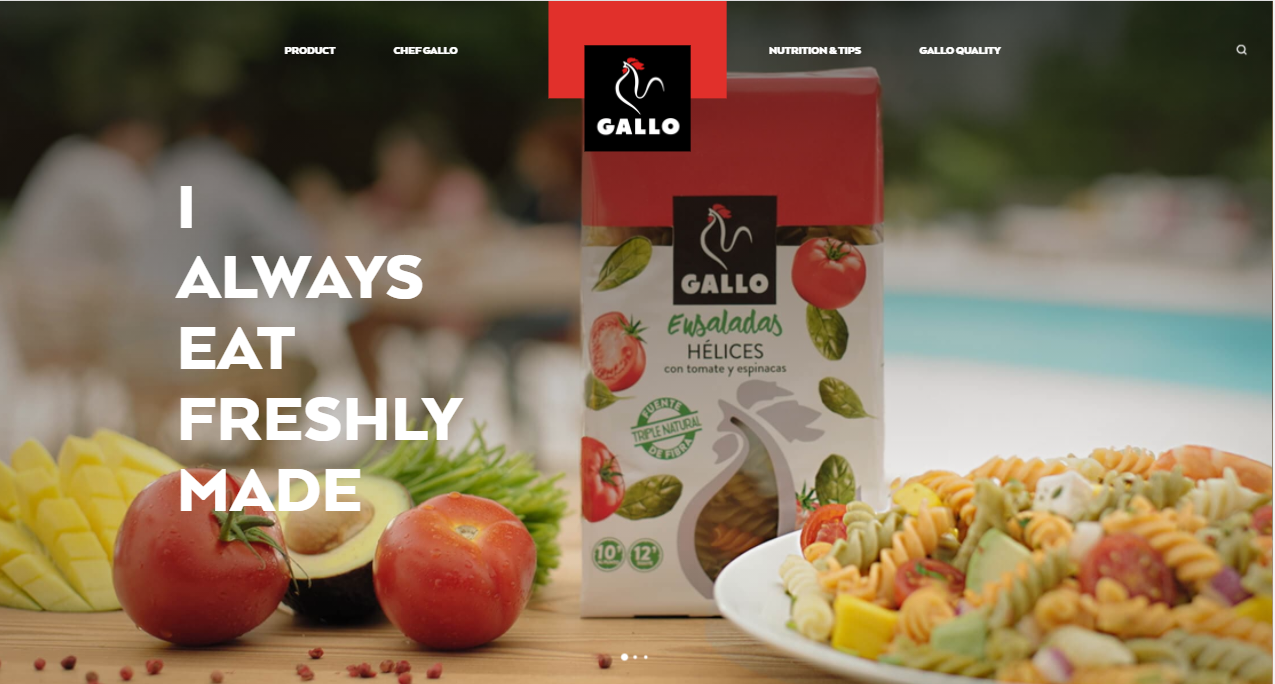 PRODUCT
CHEF GALLO
GALLO
NUTRITION & TIPS
GALLO QUALITY
I
ALWAYS
EAT
FRESHLY
MADE
GALLO
Ensaladas
HÉLICES
con tomate y espinacas
FUENTE
TRIPLE NATURAL
DE FIBRA
10' 12'